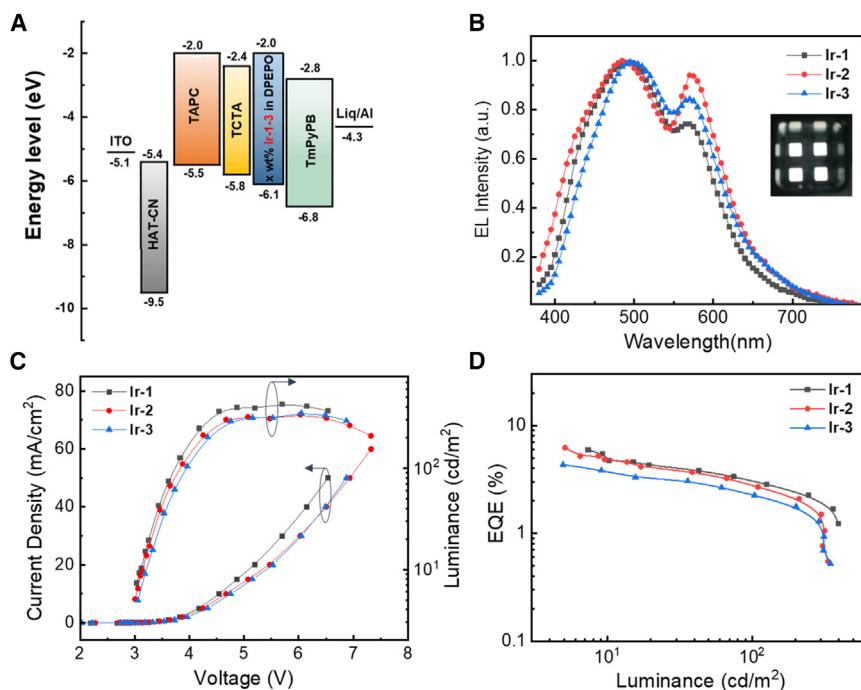 A
Energy level (eV)
0
-2
-4
-6
-8
-10
ITO
-5.1
-5.4
HAT-CN
-9.5
-2.0
TAPC
-5.5
-2.4
TCTA
-5.8
-2.0
x wt% Ir-1-3 in DPEPO
-6.1
-2.8
TmPyPB
-6.8
Liq/Al
-4.3
B
EL Intensity (a.u.)
1.0
0.8
0.6
0.4
0.2
400 500 600 700
Wavelength(nm)
Ir-1
Ir-2
Ir-3
C
Current Density (mA/cm²)
80
60
40
20
0
2 3 4 5 6 7 8
Voltage (V)
Luminance (cd/m²)
10²
10¹
Ir-1
Ir-2
Ir-3
D
EQE (%)
10
1
0.1
10¹ 10²
Luminance (cd/m²)
Ir-1
Ir-2
Ir-3